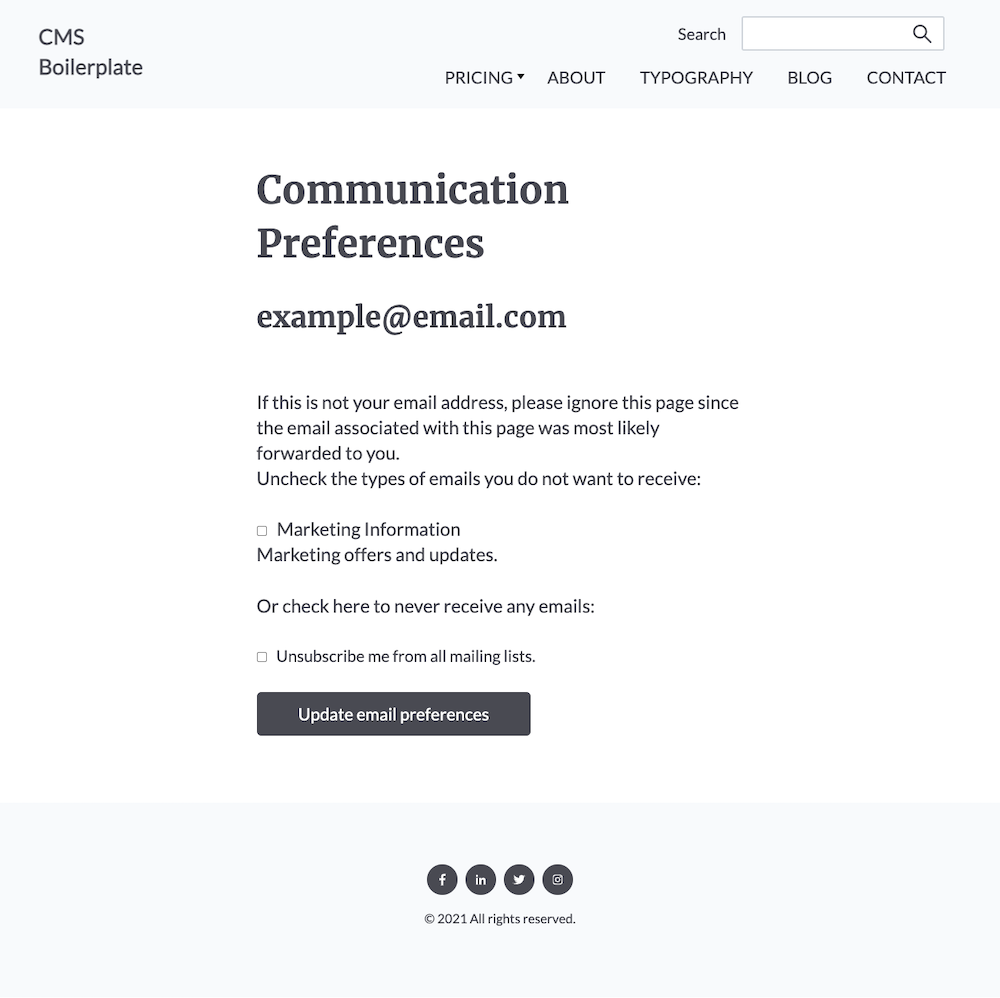 CMS
Boilerplate
Search
PRICING ABOUT TYPOGRAPHY BLOG CONTACT
Communication
Preferences
example@email.com
If this is not your email address, please ignore this page since
the email associated with this page was most likely
forwarded to you.
Uncheck the types of emails you do not want to receive:
Marketing Information
Marketing offers and updates.
Or check here to never receive any emails:
Unsubscribe me from all mailing lists.
Update email preferences
© 2021 All rights reserved.